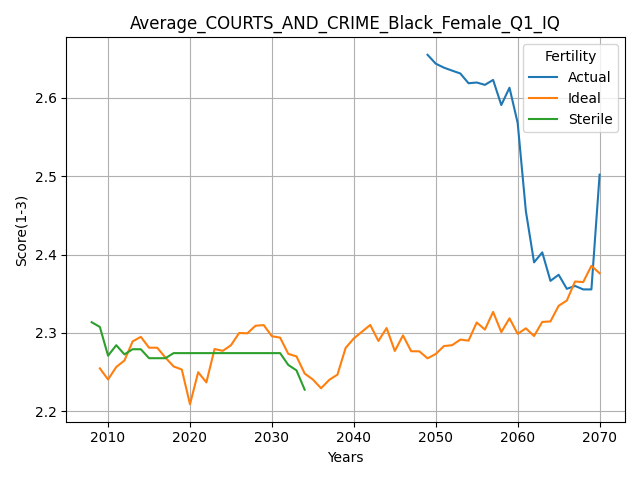 Average_COURTS_AND_CRIME_Black_Female_Q1_IQ
Fertility
Actual
Ideal
Sterile
Score(1-3)
2.6
2.5
2.4
2.3
2.2
2010 2020 2030 2040 2050 2060 2070
Years